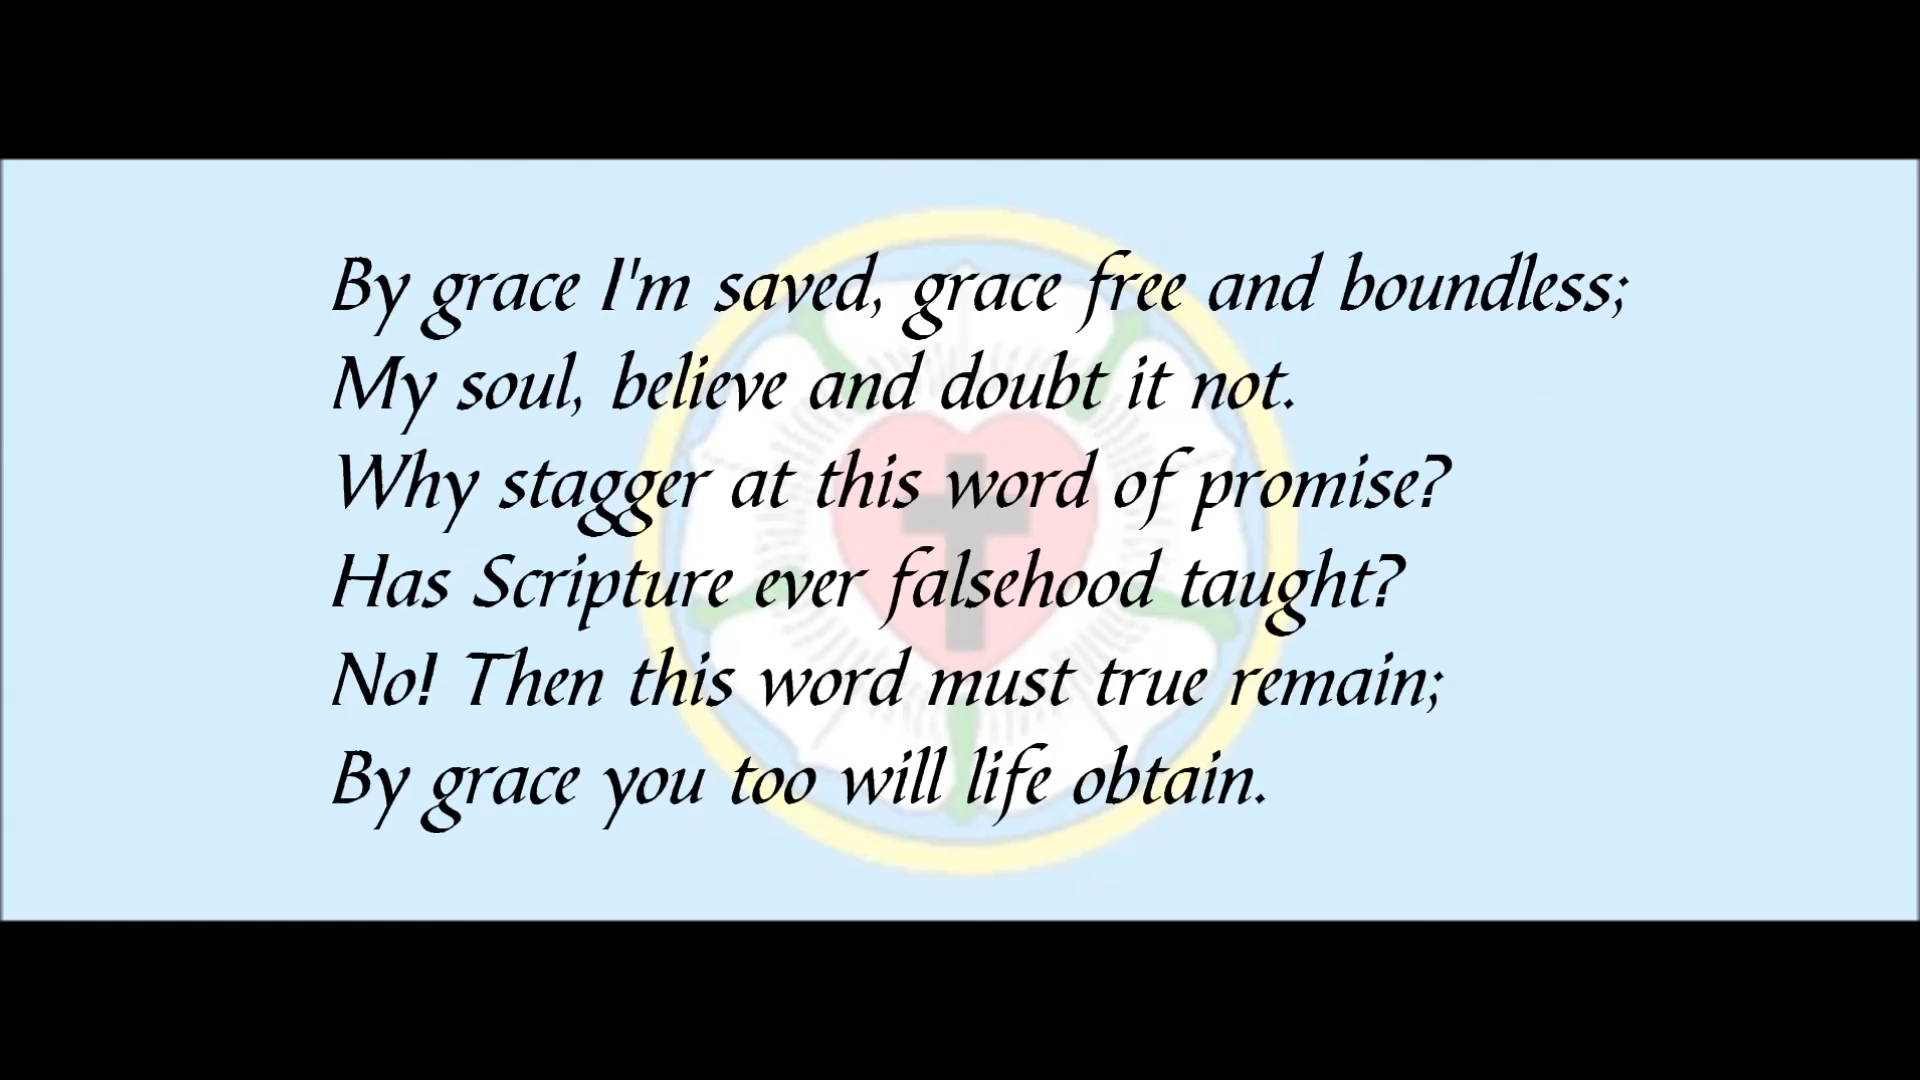 By grace I'm saved, grace free and boundless;
My soul, believe and doubt it not.
Why stagger at this word of promise?
Has Scripture ever falsehood taught?
No! Then this word must true remain;
By grace you too will life obtain.